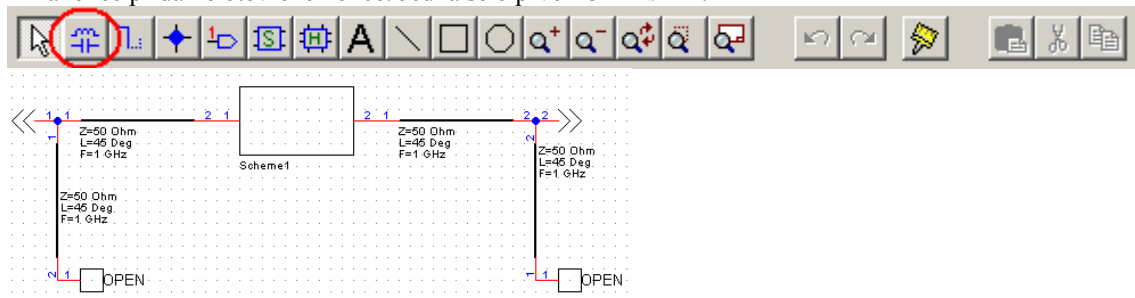 1 S H A
1 1 2 1 2 1 2 2
Z=50 Ohm
L=45 Deg
F=1 GHz
Scheme1
Z=50 Ohm
L=45 Deg
F=1 GHz
1
2
Z=50 Ohm
L=45 Deg
F=1 GHz
Z=50 Ohm
L=45 Deg
F=1 GHz
2 1 OPEN
1 1 OPEN